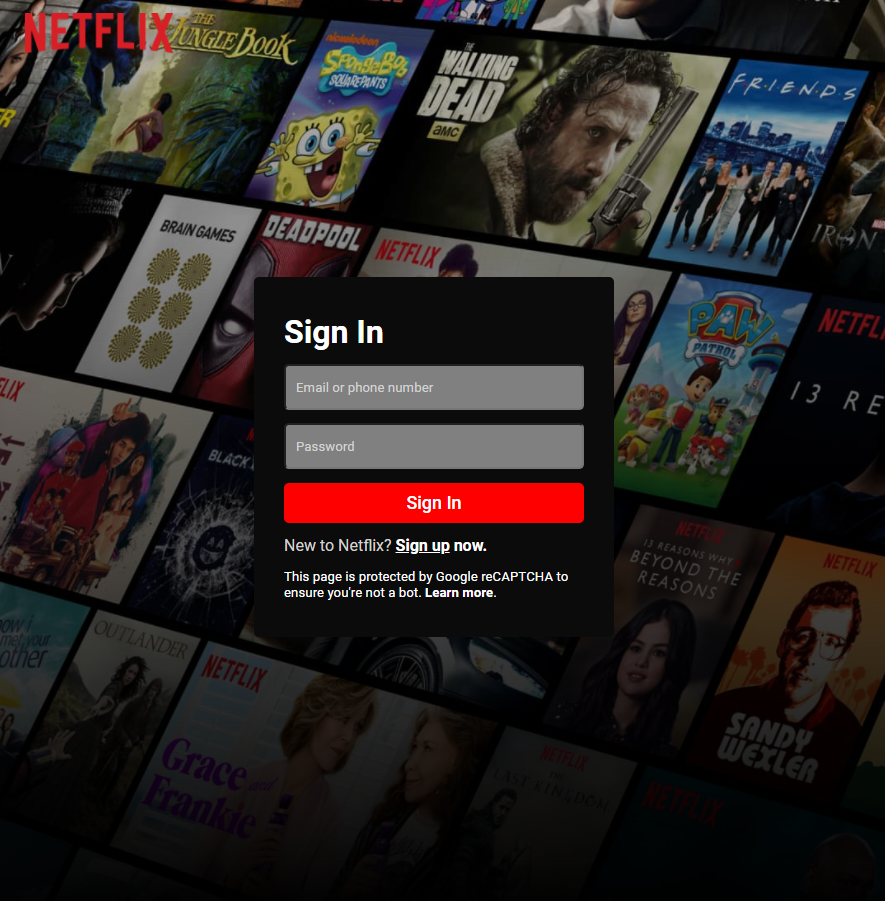 NETFLIX
THE
JUNGLE BOOK
nickelodeon
SpongeBob
SQUAREPANTS
THE
WALKING
DEAD
amc
F·R·I·E·N·D·S
BRAIN GAMES
DEADPOOL
NETFLIX
MARVEL
IRON
PAW
PATROL
NETFLIX
13 RE
Sign In
Email or phone number
Password
Sign In
New to Netflix? Sign up now.
This page is protected by Google reCAPTCHA to
ensure you're not a bot. Learn more.
LIX
BLACK
NETFLIX
13 REASONS WHY
BEYOND THE
REASONS
NETFLIX
SANDY
WEXLER
how i
met your
other
OUTLANDER
NETFLIX
Grace and
Frankie
NETFLIX
THE
LAST KINGDOM
NETFLIX